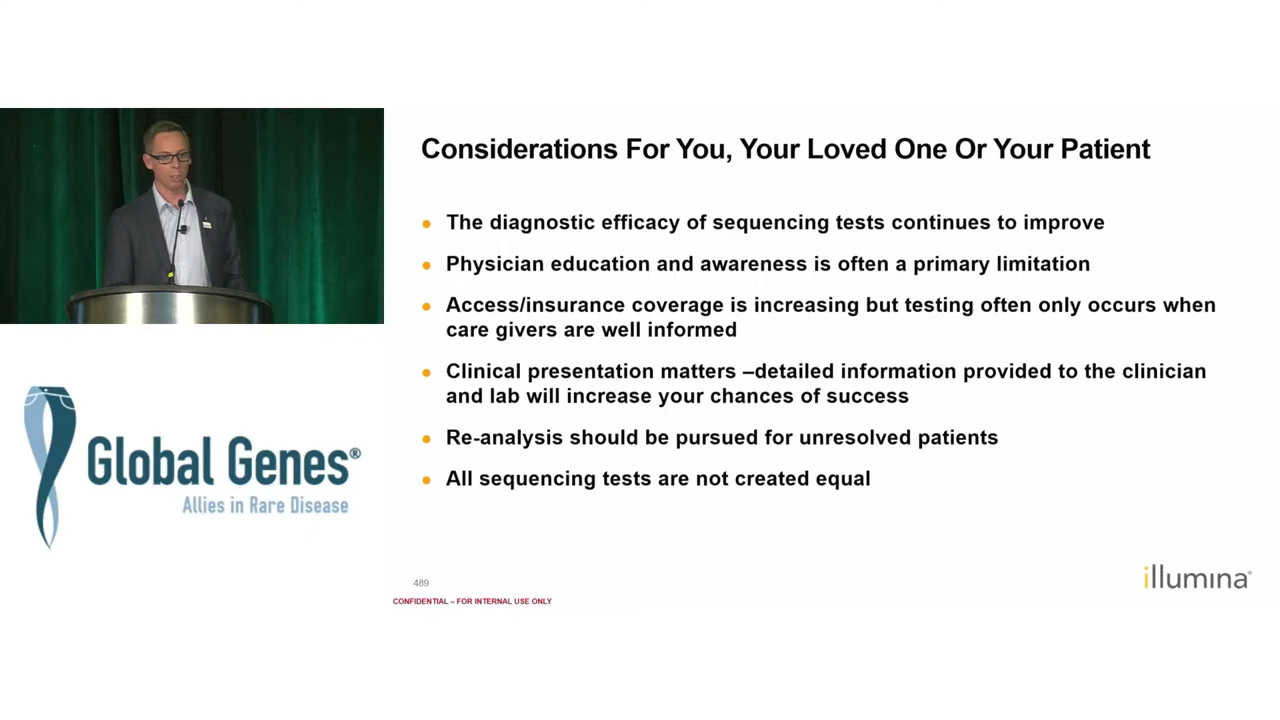 Considerations For You, Your Loved One Or Your Patient
The diagnostic efficacy of sequencing tests continues to improve
Physician education and awareness is often a primary limitation
Access/insurance coverage is increasing but testing often only occurs when
care givers are well informed
Clinical presentation matters –detailed information provided to the clinician
and lab will increase your chances of success
Re-analysis should be pursued for unresolved patients
All sequencing tests are not created equal
Global Genes®
Allies in Rare Disease
489
CONFIDENTIAL – FOR INTERNAL USE ONLY
illumina®